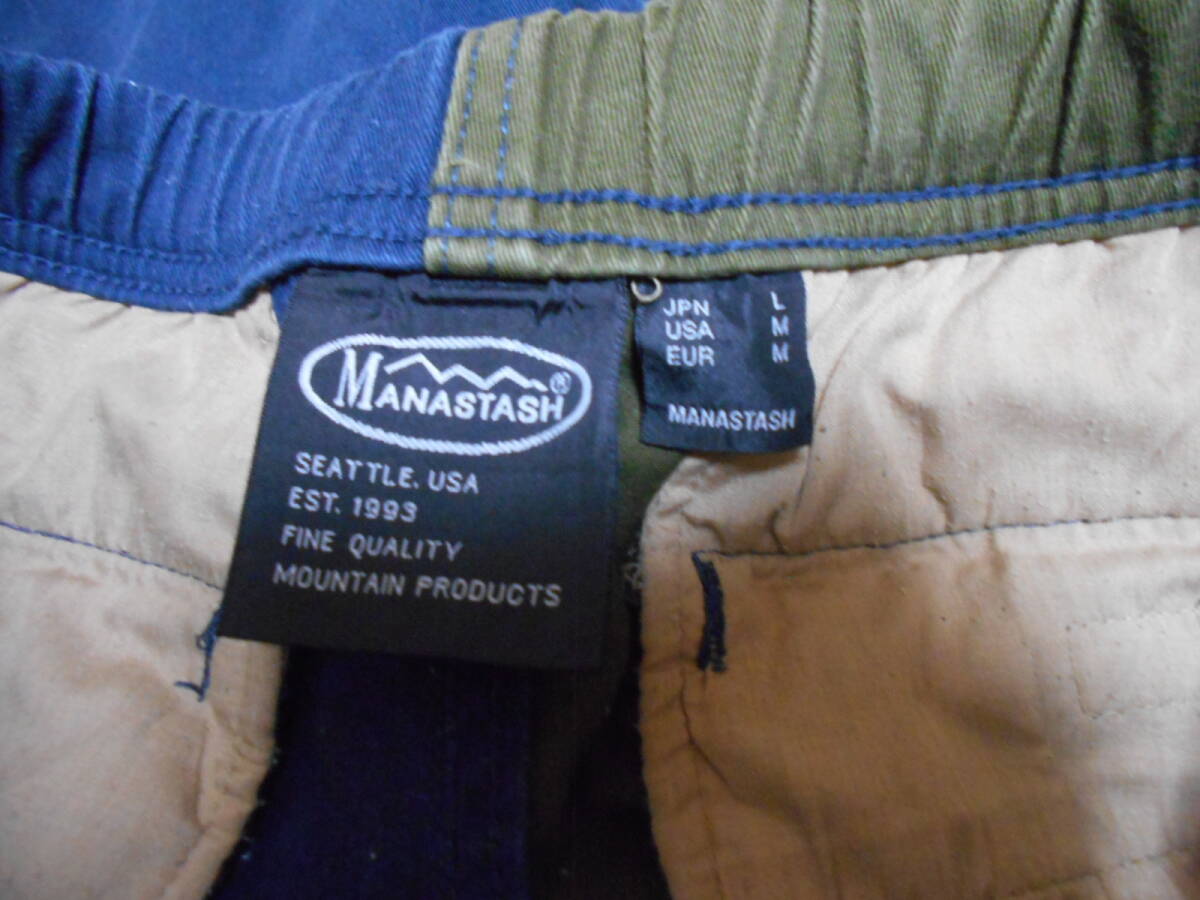 MANASTASH®
SEATTLE, USA
EST. 1993
FINE QUALITY
MOUNTAIN PRODUCTS
JPN L
USA M
EUR M
MANASTASH